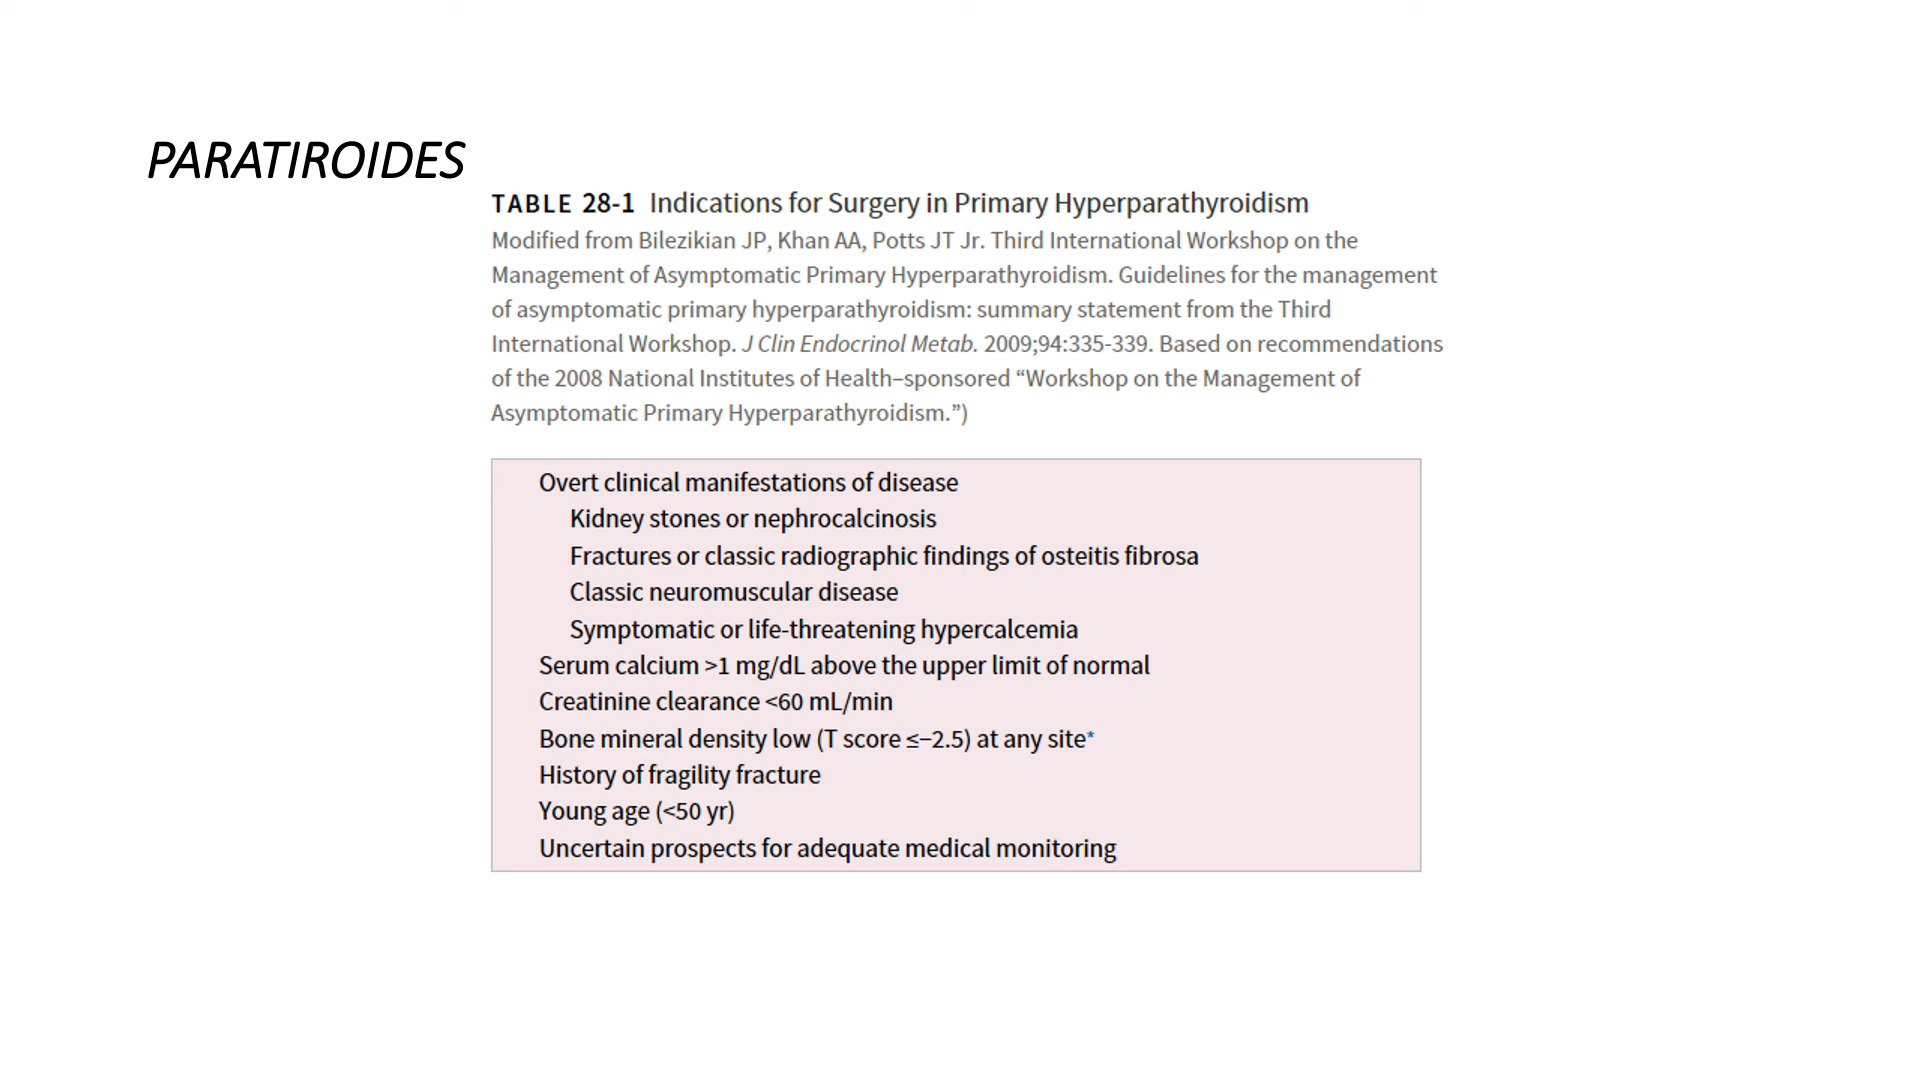 PARATIROIDES
TABLE 28-1 Indications for Surgery in Primary Hyperparathyroidism
Modified from Bilezikian JP, Khan AA, Potts JT Jr. Third International Workshop on the
Management of Asymptomatic Primary Hyperparathyroidism. Guidelines for the management
of asymptomatic primary hyperparathyroidism: summary statement from the Third
International Workshop. J Clin Endocrinol Metab. 2009;94:335-339. Based on recommendations
of the 2008 National Institutes of Health–sponsored “Workshop on the Management of
Asymptomatic Primary Hyperparathyroidism.”)
Overt clinical manifestations of disease
Kidney stones or nephrocalcinosis
Fractures or classic radiographic findings of osteitis fibrosa
Classic neuromuscular disease
Symptomatic or life-threatening hypercalcemia
Serum calcium >1 mg/dL above the upper limit of normal
Creatinine clearance <60 mL/min
Bone mineral density low (T score ≤−2.5) at any site*
History of fragility fracture
Young age (<50 yr)
Uncertain prospects for adequate medical monitoring